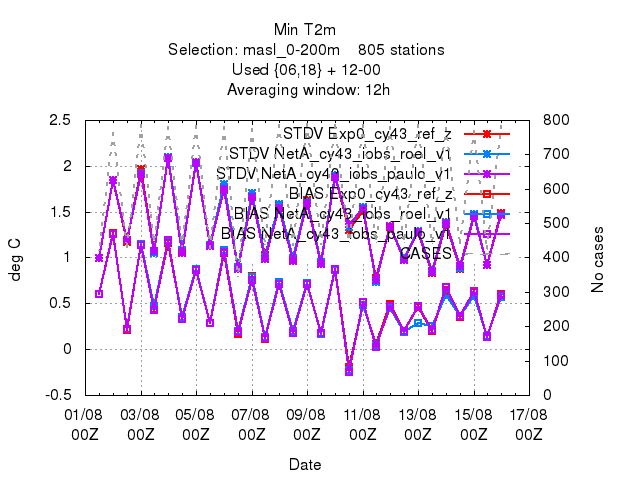 Min T2m
Selection: masl_0-200m    805 stations
Used {06,18} + 12-00
Averaging window: 12h
STDV Exp0_cy43_ref_z
STDV NetA_cy43_iobs_roel_v1
STDV NetA_cy43_iobs_paulo_v1
BIAS Exp0_cy43_ref_z
BIAS NetA_cy43_iobs_roel_v1
BIAS NetA_cy43_iobs_paulo_v1
CASES
2.5
2
1.5
1
0.5
0
-0.5
deg C
800
700
600
500
400
300
200
100
0
No cases
01/08 03/08 05/08 07/08 09/08 11/08 13/08 15/08 17/08
00Z 00Z 00Z 00Z 00Z 00Z 00Z 00Z 00Z
Date